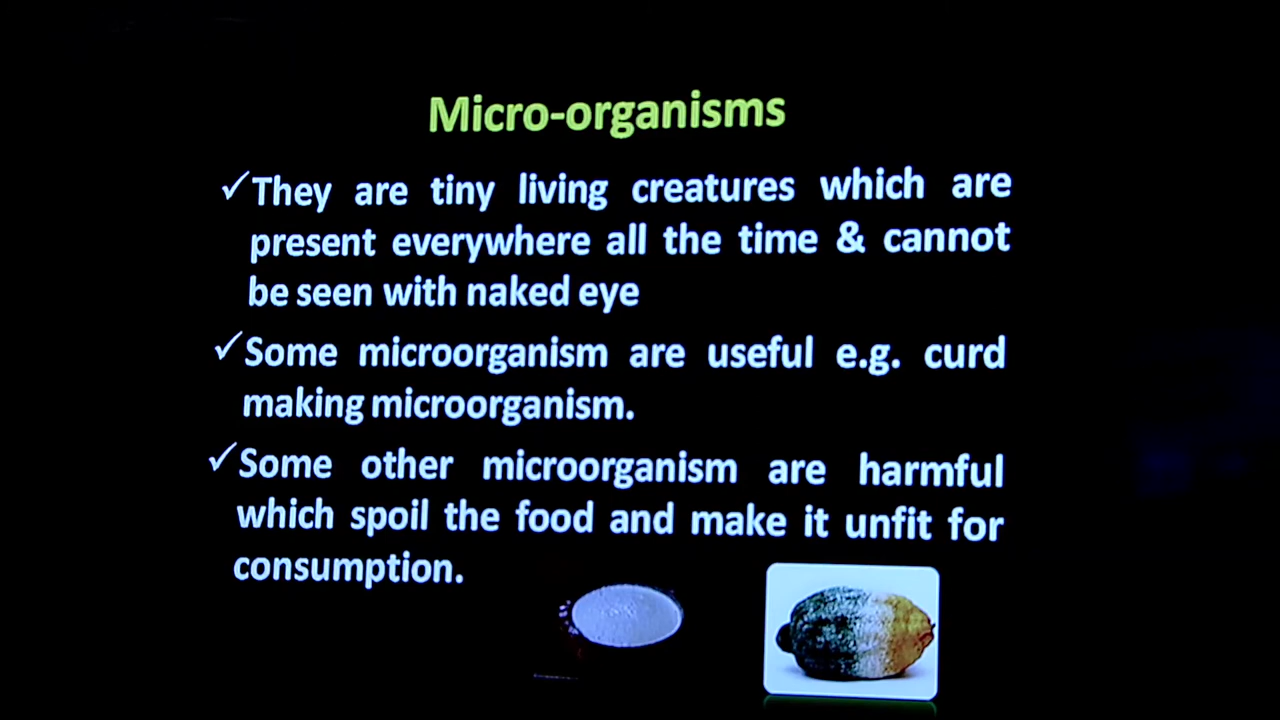 Micro-organisms
✓They are tiny living creatures which are
present everywhere all the time & cannot
be seen with naked eye
✓Some microorganism are useful e.g. curd
making microorganism.
✓Some other microorganism are harmful
which spoil the food and make it unfit for
consumption.